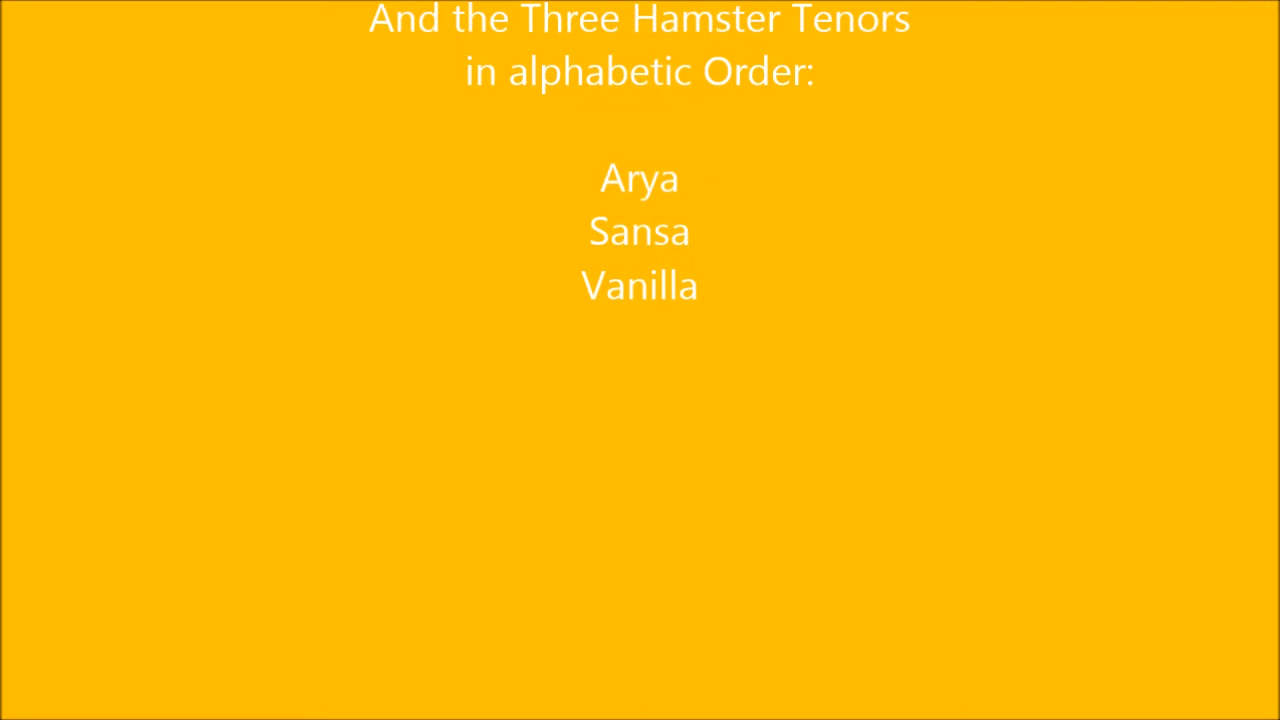 And the Three Hamster Tenors
in alphabetic Order:
Arya
Sansa
Vanilla